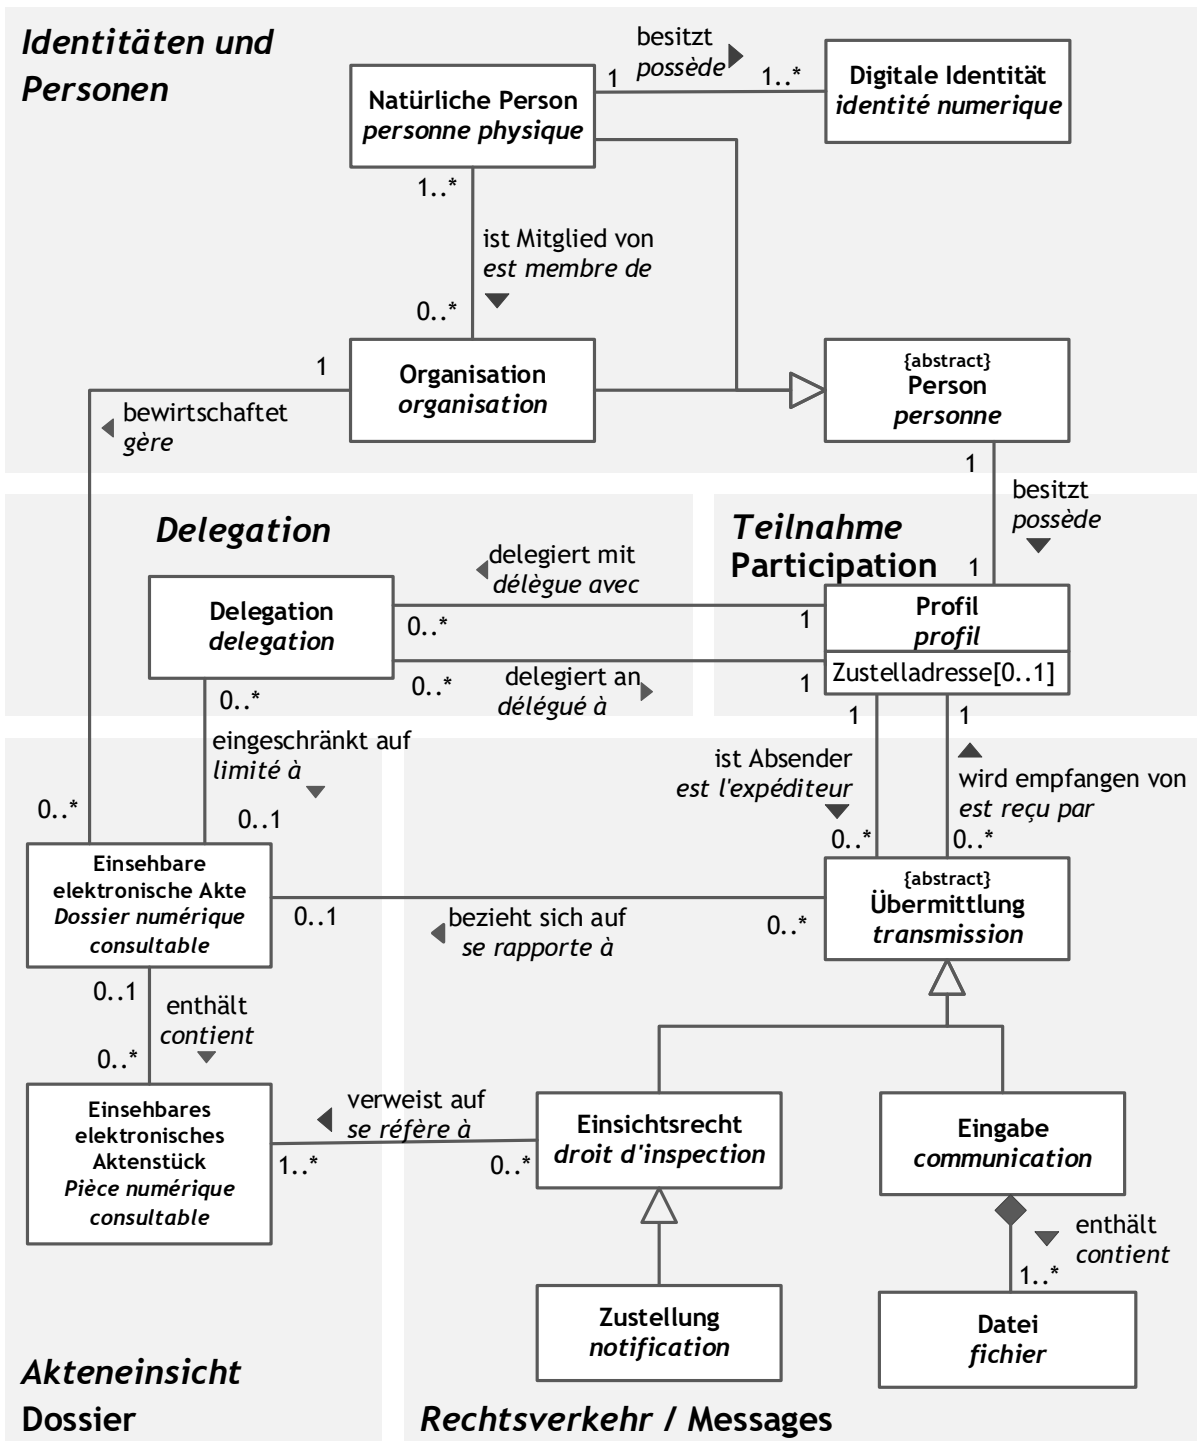 Identitäten und
Personen
besitzt
possède
1
1..*
Natürliche Person
personne physique
Digitale Identität
identité numerique
1..*
ist Mitglied von
est membre de
0..*
1
Organisation
organisation
{abstract}
Person
personne
bewirtschaftet
gère
1
besitzt
possède
Delegation
Teilnahme
Participation
delegiert mit
délègue avec
1
Delegation
delegation
0..*
1
Profil
profil
Zustelladresse[0..1]
0..*
delegiert an
délégué à
1
0..*
1
1
eingeschränkt auf
limité à
ist Absender
est l'expéditeur
wird empfangen von
est reçu par
0..*
0..1
0..*
0..*
Einsehbare
elektronische Akte
Dossier numérique
consultable
{abstract}
Übermittlung
transmission
0..1
bezieht sich auf
se rapporte à
0..*
0..1
enthält
contient
0..*
Einsehbares
elektronisches
Aktenstück
Pièce numérique
consultable
verweist auf
se réfère à
1..*
0..*
Einsichtsrecht
droit d'inspection
Eingabe
communication
enthält
contient
1..*
Zustellung
notification
Datei
fichier
Akteneinsicht
Dossier
Rechtsverkehr / Messages